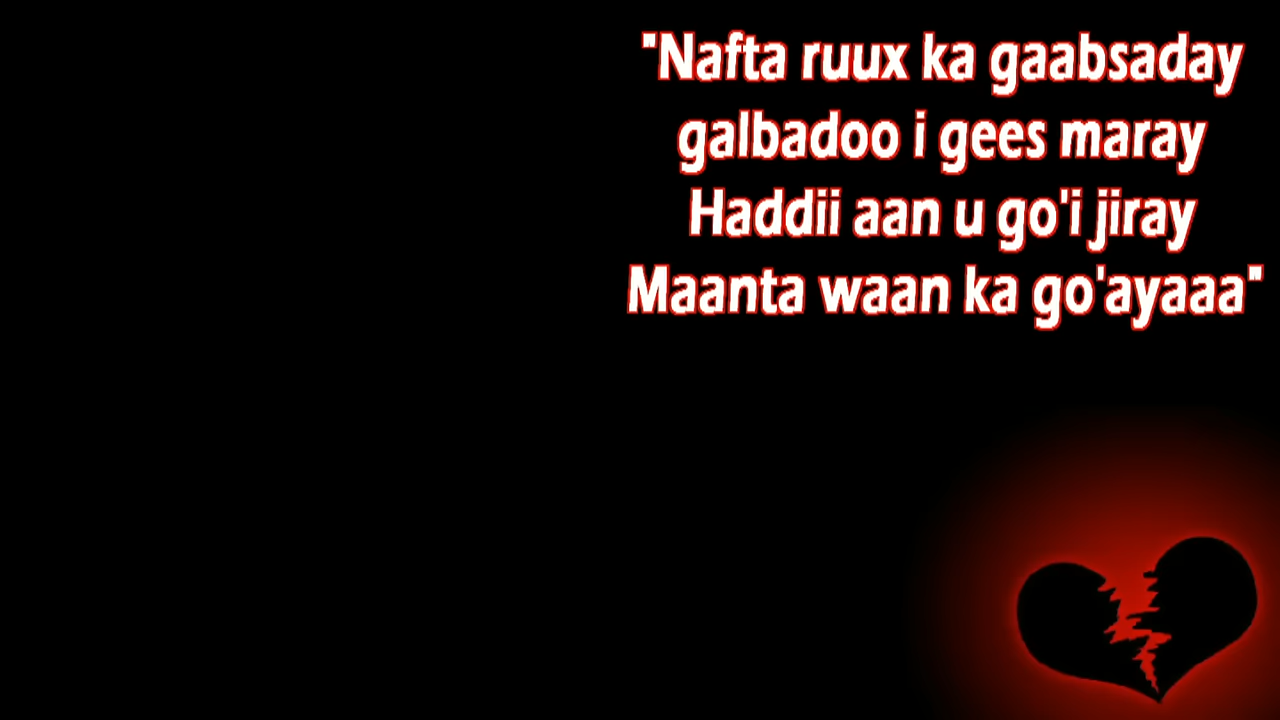 "Nafta ruux ka gaabsaday
galbadoo i gees maray
Haddii aan u go'i jiray
Maanta waan ka go'ayaaa"